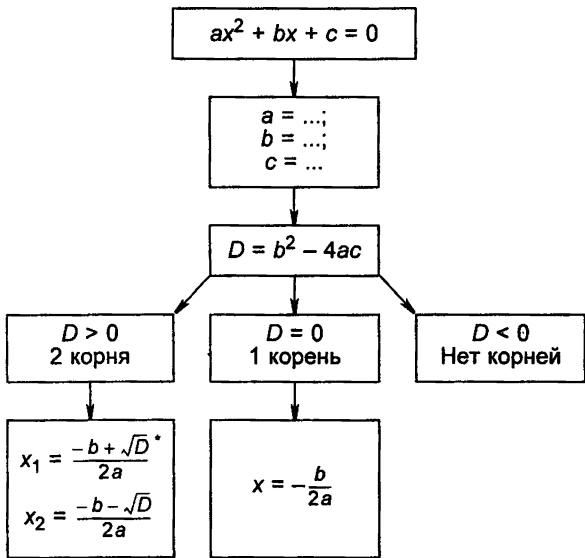 ax² + bx + c = 0
a = ...;
b = ...;
c = ...
D = b² – 4ac
D > 0
2 корня
D = 0
1 корень
D < 0
Нет корней
x₁ = (–b + √D)/(2a) *
x₂ = (–b – √D)/(2a)
x = –b/(2a)